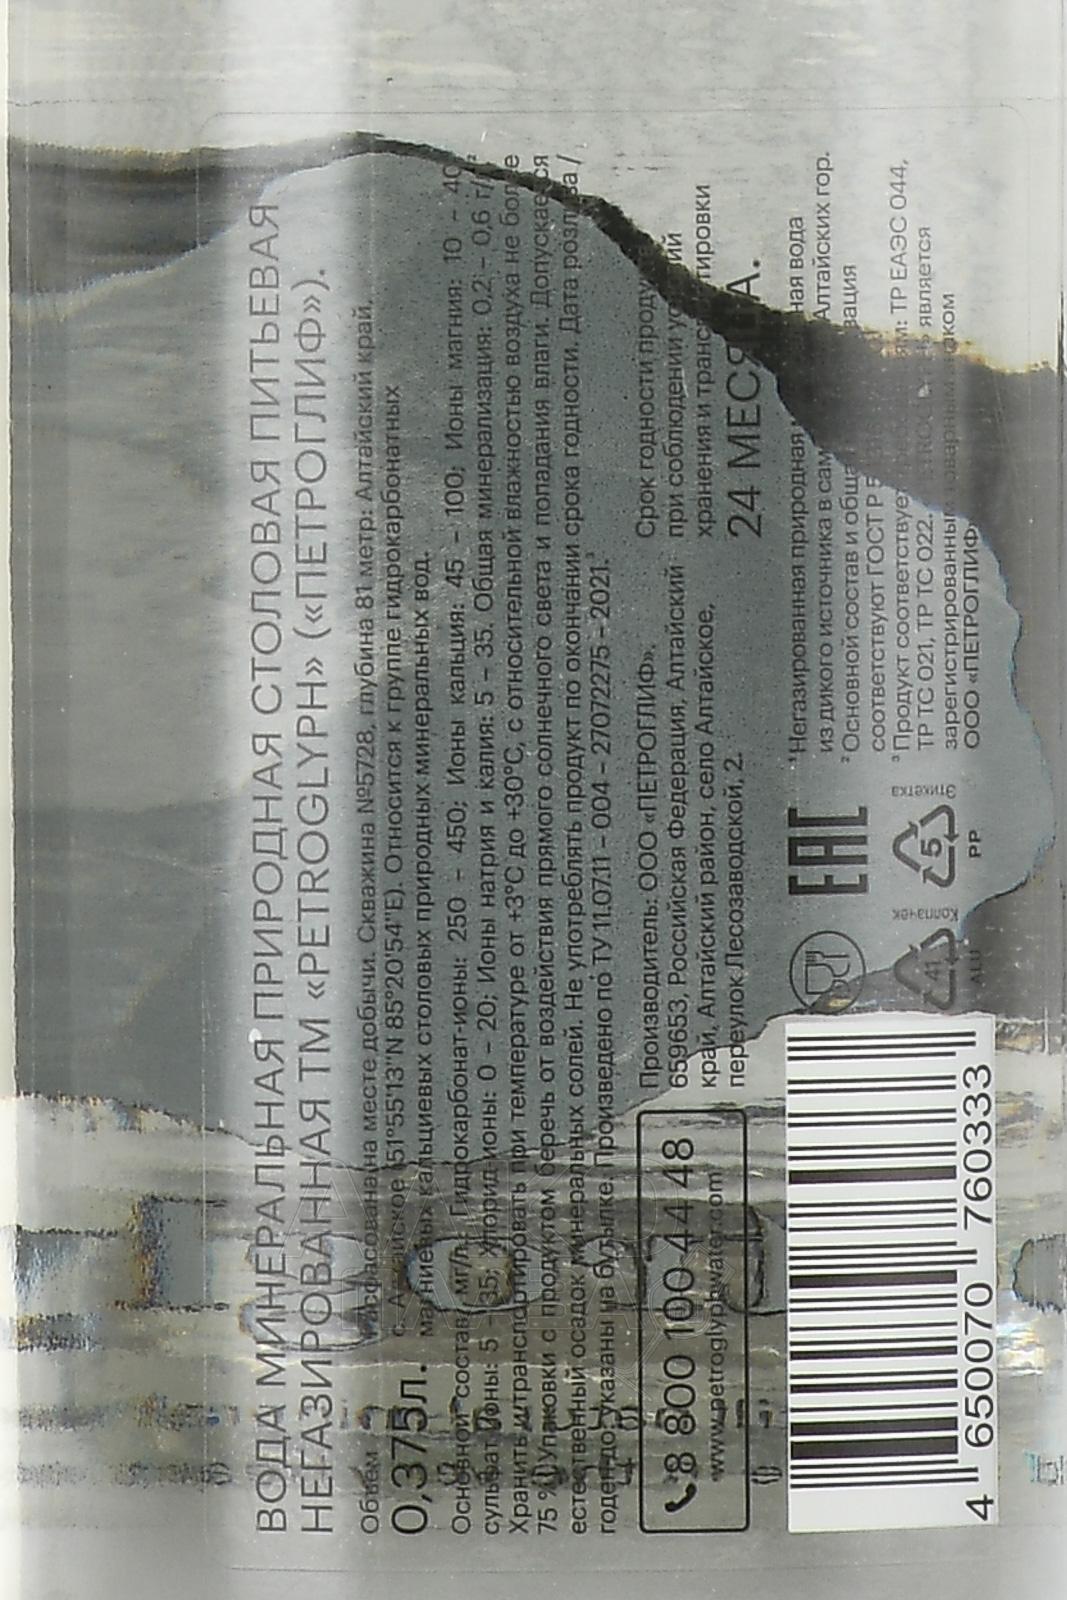 ВОДА МИНЕРАЛЬНАЯ ПРИРОДНАЯ СТОЛОВАЯ ПИТЬЕВАЯ
НЕГАЗИРОВАННАЯ ТМ «PETROGLYPH» («ПЕТРОГЛИФ»).
Объем
0,375л.
месте добычи. Скважина №5728, глубина 81 метр: Алтайский край,
с. Алтайское (51°55'13"N 85°20'54"E). Относится к группе гидрокарбонатных
магниевых кальциевых столовых природных минеральных вод.
Основной состав, мг/л: Гидрокарбонат-ионы: 250 – 450; Ионы кальция: 45 – 100; Ионы магния: 10 – 40;
сульфат ионы: 5 – 35; хлорид-ионы: 0 – 20; Ионы натрия и калия: 5 – 35. Общая минерализация: 0,2 – 0,6 г/л²
Хранить и транспортировать при температуре от +3°С до +30°С, с относительной влажностью воздуха не более
75 %. Упаковки с продуктом беречь от воздействия прямого солнечного света и попадания влаги. Допускается
естественный осадок минеральных солей. Не употреблять продукт по окончании срока годности. Дата розлива /
годен до указаны на бутылке. Произведено по ТУ 11.07.11 – 004 – 27072275 – 2021.³
8 800 100 44 48
www.petroglyphwater.com
Производитель: ООО «ПЕТРОГЛИФ»,
659653, Российская Федерация, Алтайский
край, Алтайский район, село Алтайское,
переулок Лесозаводской, 2.
Срок годности
при соблюдении условий
хранения и транспортировки
24 МЕСЯЦА.
4 650070 760333
EAC
41
ALU
Колпачек
5
PP
Этикетка
¹Негазированная природная вода
из дикого источника в Алтайских гор.
²Основной состав и
соответствуют ГОСТ Р
³Продукт соответствует ТР ЕАЭС 044,
ТР ТС 021, ТР ТС 022. является
зарегистрированным товарным знаком
ООО «ПЕТРОГЛИФ»